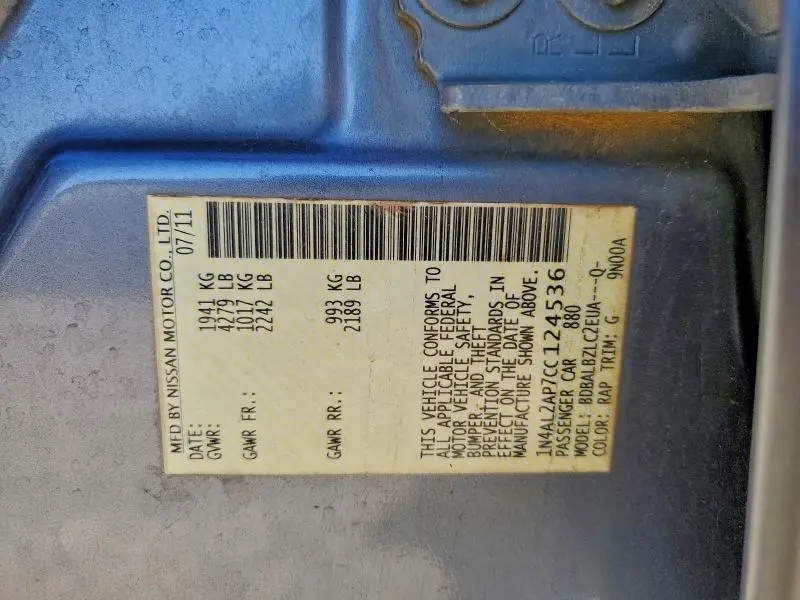 MFD BY NISSAN MOTOR CO., LTD.
DATE: 07/11
GVWR: 1941 KG
4279 LB
GAWR FR.: 1017 KG
2242 LB
GAWR RR.: 993 KG
2189 LB
THIS VEHICLE CONFORMS TO
ALL APPLICABLE FEDERAL
MOTOR VEHICLE SAFETY,
BUMPER, AND THEFT
PREVENTION STANDARDS IN
EFFECT ON THE DATE OF
MANUFACTURE SHOWN ABOVE.
1N4AL2AP7CC124536
PASSENGER CAR 880
MODEL: BDBALBZLC2EUA---Q-
COLOR: RAP TRIM: G 9N00A
R
L L